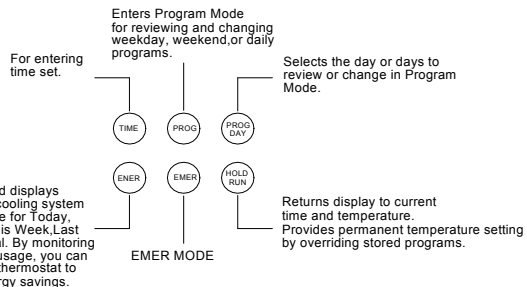 Enters Program Mode
for reviewing and changing
weekday, weekend,or daily
programs.
For entering
time set.
Selects the day or days to
review or change in Program
Mode.
TIME
PROG
PROG
DAY
ENER
EMER
HOLD
RUN
d displays
cooling system
e for Today,
is Week,Last
al. By monitoring
usage, you can
thermostat to
rgy savings.
EMER MODE
Returns display to current
time and temperature.
Provides permanent temperature setting
by overriding stored programs.